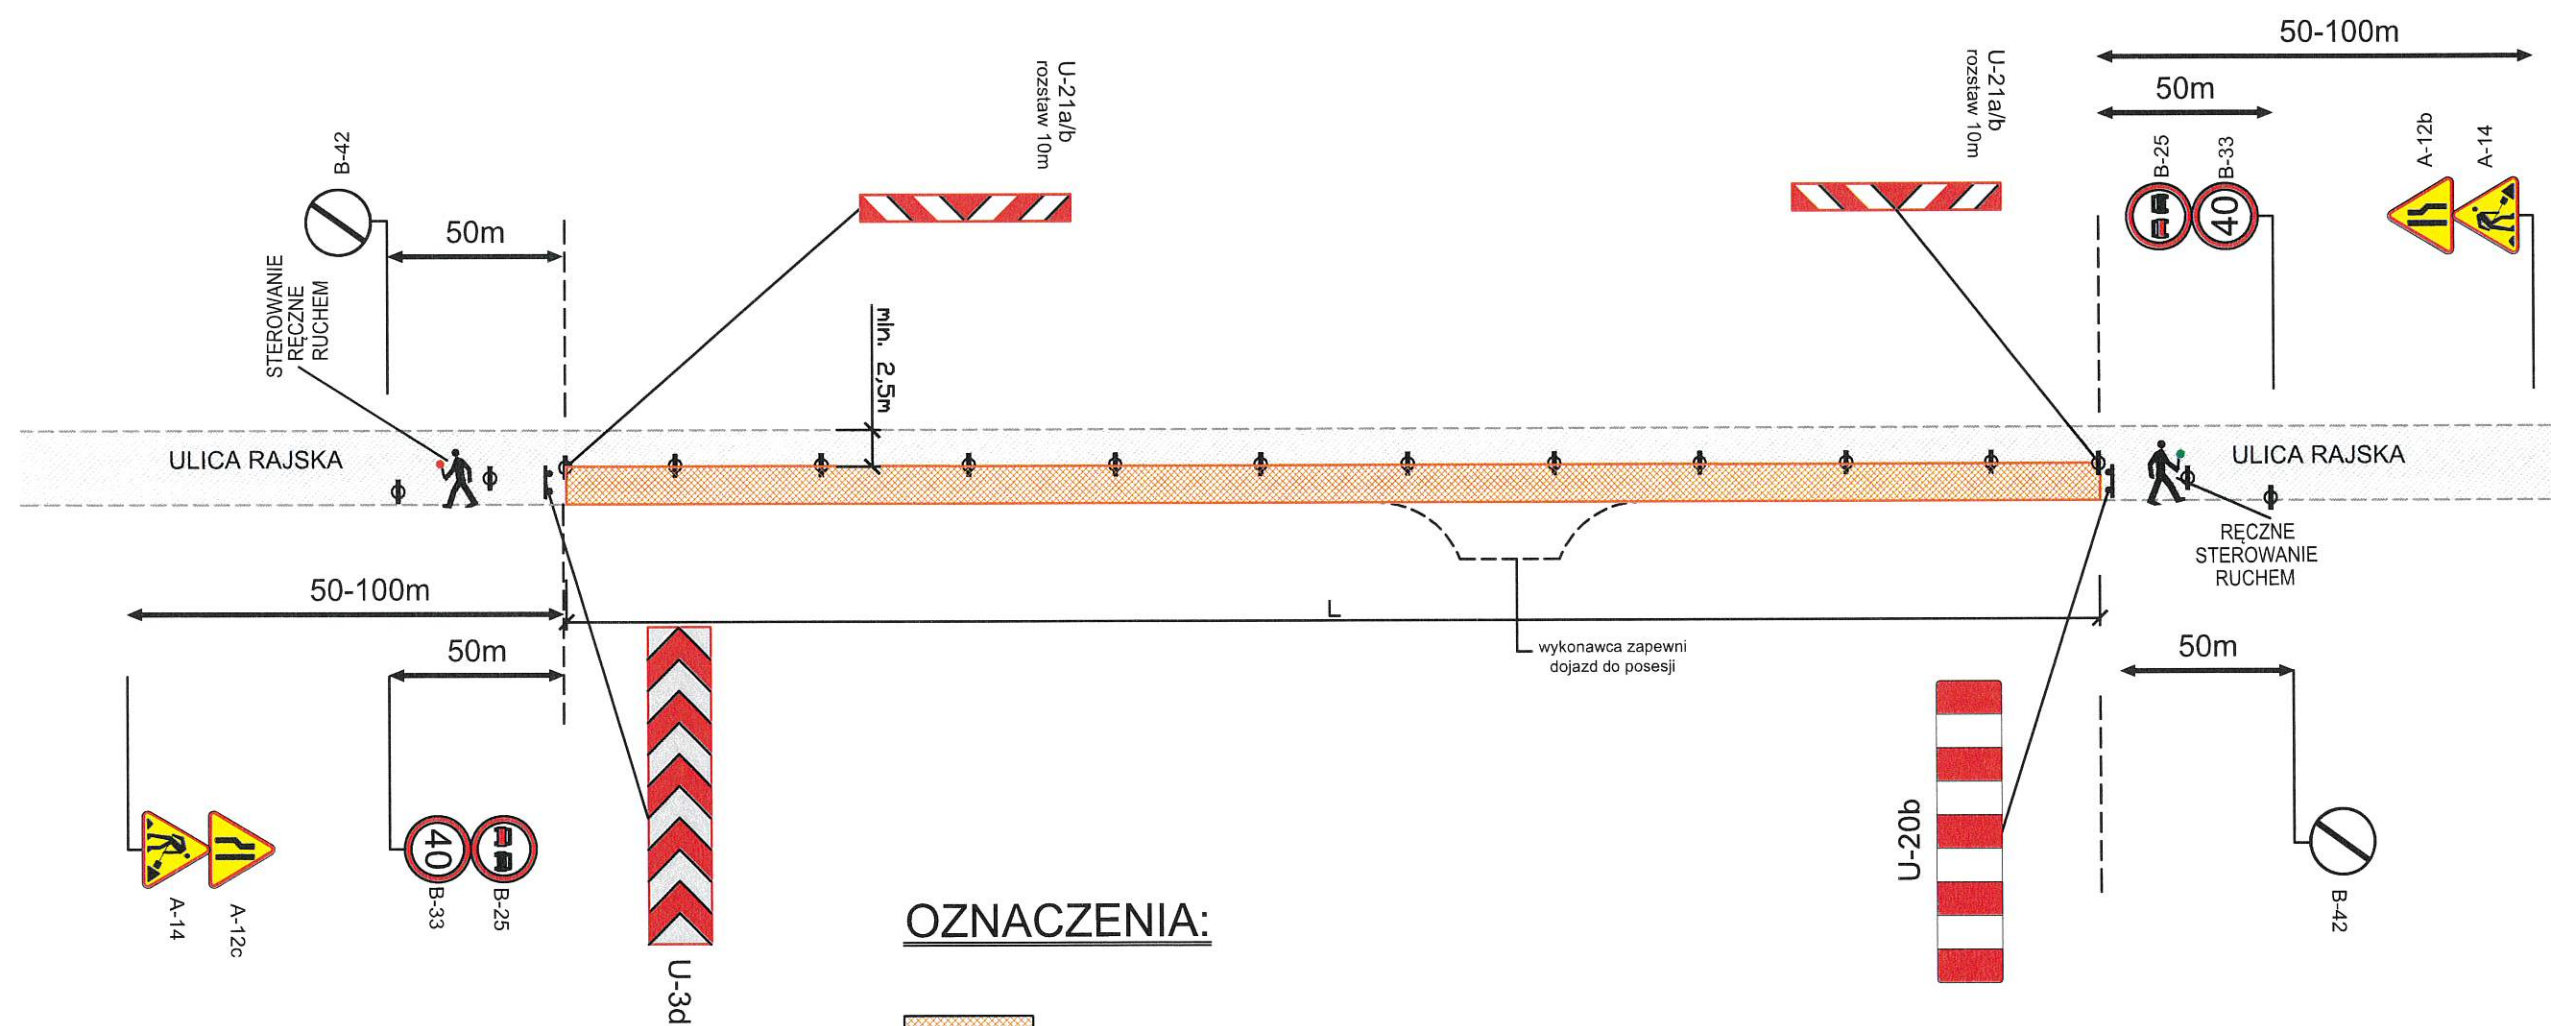 50-100m
50m
U-21a/b
rozstaw 10m
U-21a/b
rozstaw 10m
B-25
B-33
A-12b
A-14
40
B-42
50m
STEROWANIE
RĘCZNE
RUCHEM
min. 2,5m
ULICA RAJSKA
ULICA RAJSKA
RĘCZNE
STEROWANIE
RUCHEM
50-100m
L
50m
wykonawca zapewni
dojazd do posesji
50m
40
A-14
A-12c
B-33
B-25
U-3d
U-20b
B-42
OZNACZENIA: